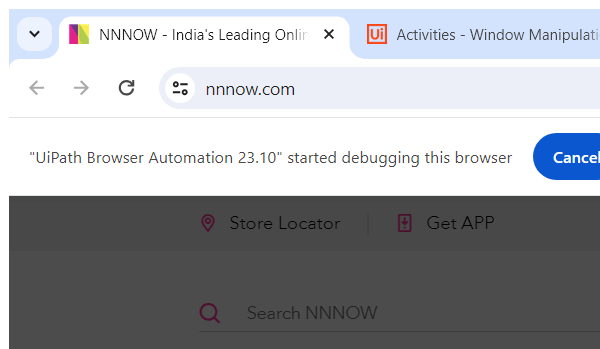 NNNOW - India's Leading Onlin
Ui Activities - Window Manipulati
nnnow.com
"UiPath Browser Automation 23.10" started debugging this browser
Cancel
Store Locator
Get APP
Search NNNOW